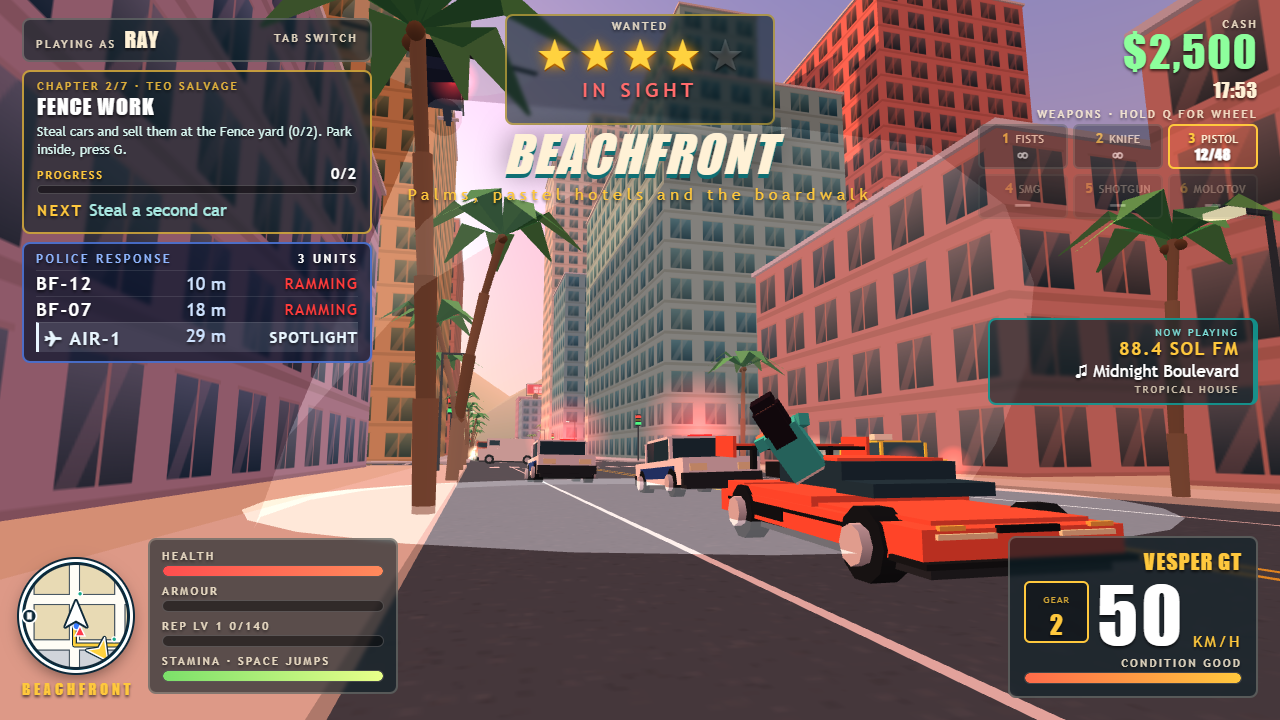 PLAYING AS RAY
TAB SWITCH
CHAPTER 2/7 · TEO SALVAGE
FENCE WORK
Steal cars and sell them at the Fence yard (0/2). Park
inside, press G.
PROGRESS 0/2
NEXT Steal a second car
POLICE RESPONSE 3 UNITS
BF-12 10 m RAMMING
BF-07 18 m RAMMING
AIR-1 29 m SPOTLIGHT
WANTED
IN SIGHT
BEACHFRONT
Palms, pastel hotels and the boardwalk
CASH
$2,500
17:53
WEAPONS · HOLD Q FOR WHEEL
1 FISTS ∞
2 KNIFE ∞
3 PISTOL 12/48
4 SMG —
5 SHOTGUN —
6 MOLOTOV —
NOW PLAYING
88.4 SOL FM
♫ Midnight Boulevard
TROPICAL HOUSE
HEALTH
ARMOUR
REP LV 1 0/140
STAMINA · SPACE JUMPS
BEACHFRONT
VESPER GT
GEAR
2
50 KM/H
CONDITION GOOD